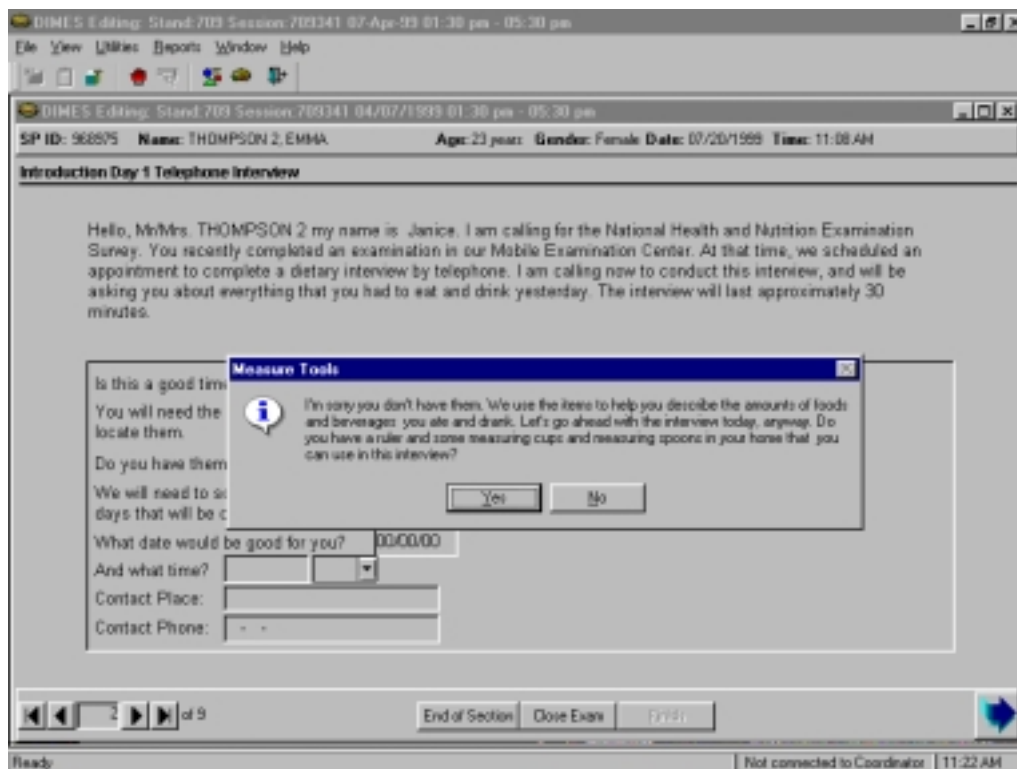 DIMES Editing: Stand:709 Session:709341 07-Apr-99 01:30 pm - 05:30 pm
File View Utilities Reports Window Help
DIMES Editing: Stand:709 Session:709341 04/07/1999 01:30 pm - 05:30 pm
SP ID: 968975 Name: THOMPSON 2, EMMA Age: 23 years Gender: Female Date: 07/20/1999 Time: 11:08 AM
Introduction Day 1 Telephone Interview
Hello, Mr/Mrs. THOMPSON 2 my name is Janice. I am calling for the National Health and Nutrition Examination
Survey. You recently completed an examination in our Mobile Examination Center. At that time, we scheduled an
appointment to complete a dietary interview by telephone. I am calling now to conduct this interview, and will be
asking you about everything that you had to eat and drink yesterday. The interview will last approximately 30
minutes.
Measure Tools
I'm sorry you don't have them. We use the items to help you describe the amounts of foods
and beverages you ate and drank. Let's go ahead with the interview today, anyway. Do
you have a ruler and some measuring cups and measuring spoons in your home that you
can use in this interview?
Yes No
Is this a good time
You will need the
locate them.
Do you have them
We will need to
days that will be
What date would be good for you? 00/00/00
And what time?
Contact Place:
Contact Phone: - -
2 of 9 End of Section Close Exam Finish
Ready Not connected to Coordinator 11:22 AM